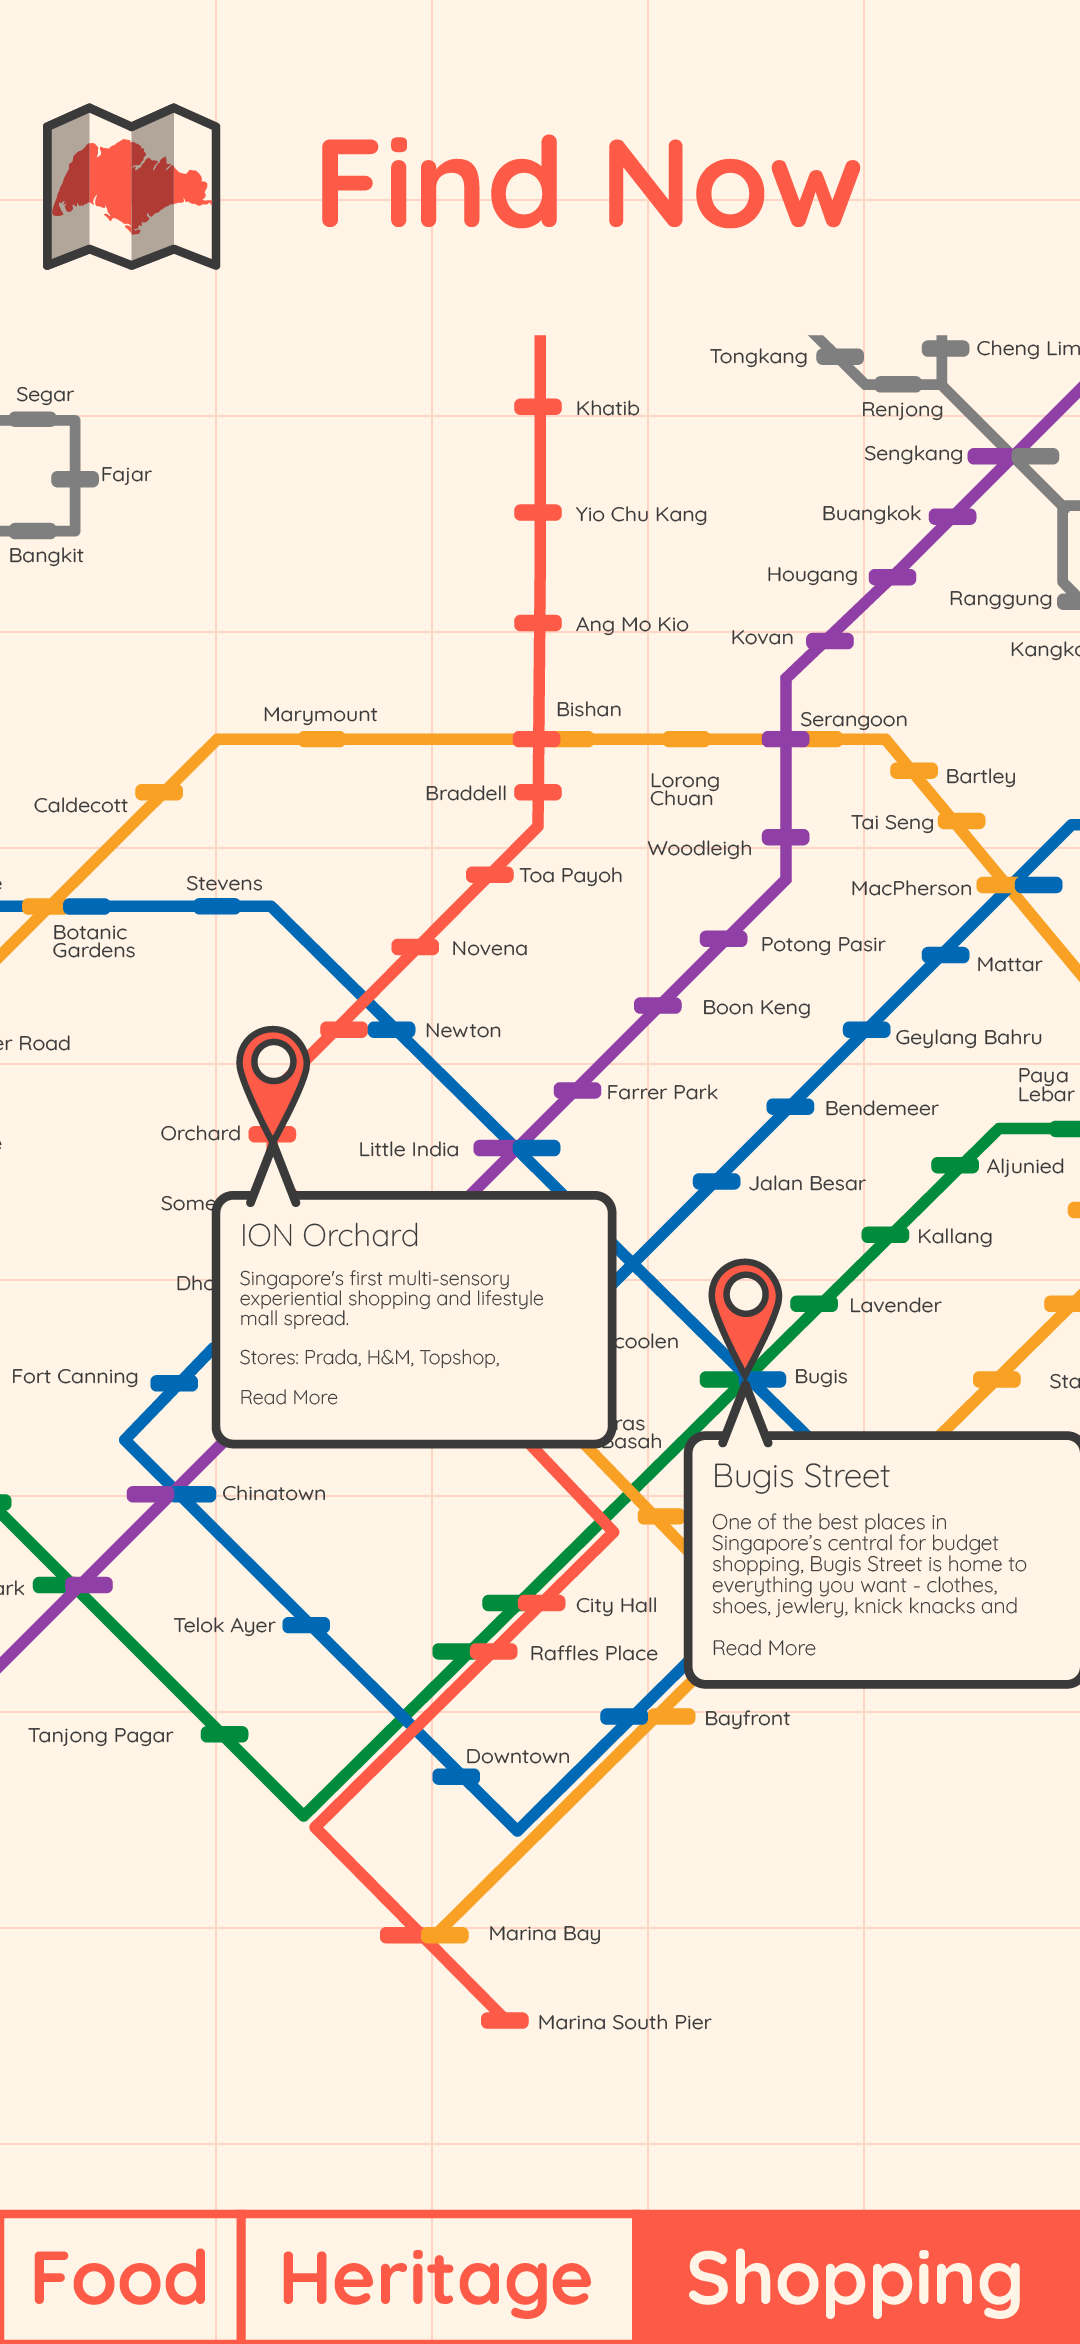 Find Now
Tongkang
Cheng Lim
Segar
Khatib
Renjong
Sengkang
Fajar
Yio Chu Kang
Buangkok
Bangkit
Hougang
Ranggung
Ang Mo Kio
Kovan
Marymount
Bishan
Serangoon
Bartley
Lorong
Chuan
Caldecott
Braddell
Tai Seng
Woodleigh
Stevens
Toa Payoh
MacPherson
Botanic
Gardens
Novena
Potong Pasir
Mattar
Boon Keng
Newton
Geylang Bahru
er Road
Paya
Lebar
Farrer Park
Bendemeer
Orchard
Little India
Aljunied
Jalan Besar
Some
ION Orchard
Kallang
Singapore's first multi-sensory
experiential shopping and lifestyle
mall spread.
Dho
Lavender
Stores: Prada, H&M, Topshop,
coolen
Fort Canning
Read More
Bugis
Sta
ras
Basah
Bugis Street
Chinatown
One of the best places in
Singapore's central for budget
shopping, Bugis Street is home to
everything you want - clothes,
shoes, jewlery, knick knacks and
Read More
ark
City Hall
Telok Ayer
Raffles Place
Tanjong Pagar
Bayfront
Downtown
Marina Bay
Marina South Pier
Food
Heritage
Shopping